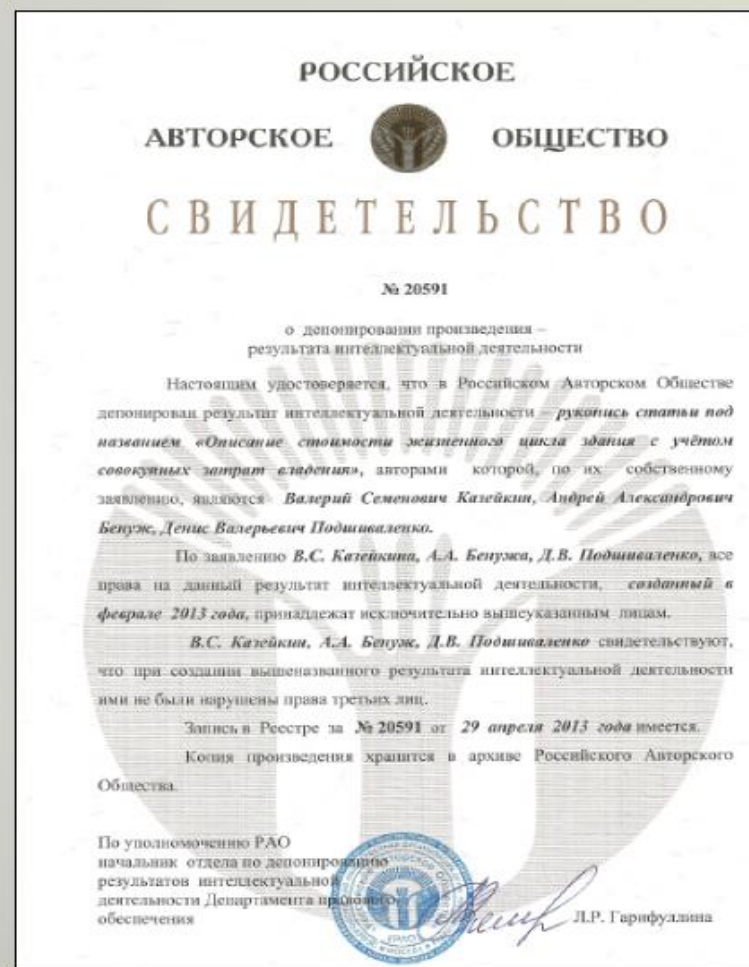 РОССИЙСКОЕ
АВТОРСКОЕ ОБЩЕСТВО
СВИДЕТЕЛЬСТВО
№ 20591
о депонировании произведения –
результата интеллектуальной деятельности
Настоящим удостоверяется, что в Российском Авторском Обществе
депонирован результат интеллектуальной деятельности – рукопись статьи под
названием «Описание стоимости жизненного цикла здания с учётом
совокупных затрат владения», авторами которой, по их собственному
заявлению, являются Валерий Семенович Казейкин, Андрей Александрович
Бенуж, Денис Валерьевич Подшиваленко.
По заявлению В.С. Казейкина, А.А. Бенужа, Д.В. Подшиваленко, все
права на данный результат интеллектуальной деятельности, созданный в
феврале 2013 года, принадлежат исключительно вышеуказанным лицам.
В.С. Казейкин, А.А. Бенуж, Д.В. Подшиваленко свидетельствуют,
что при создании вышеназванного результата интеллектуальной деятельности
ими не были нарушены права третьих лиц.
Запись в Реестре за № 20591 от 29 апреля 2013 года имеется.
Копия произведения хранится в архиве Российского Авторского
Общества.
По уполномочению РАО
начальник отдела по депонированию
результатов интеллектуальной
деятельности Департамента правового
обеспечения
Л.Р. Гарифуллина